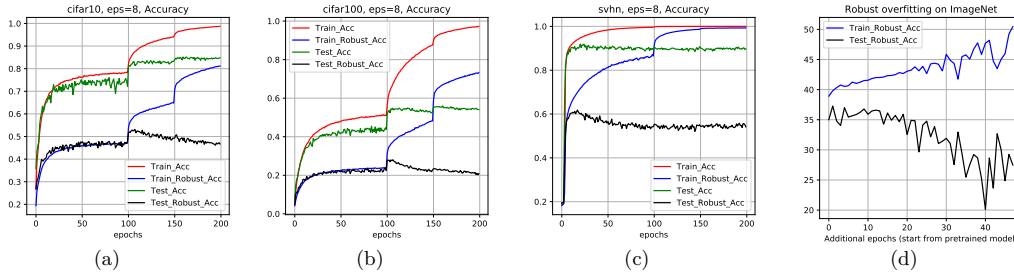 cifar10, eps=8, Accuracy
1.0
0.9
0.8
0.7
0.6
0.5
0.4
0.3
0.2
Train_Acc
Train_Robust_Acc
Test_Acc
Test_Robust_Acc
0 50 100 150 200
epochs
(a)
cifar100, eps=8, Accuracy
1.0
0.8
0.6
0.4
0.2
0.0
Train_Acc
Train_Robust_Acc
Test_Acc
Test_Robust_Acc
0 50 100 150 200
epochs
(b)
svhn, eps=8, Accuracy
1.0
0.8
0.6
0.4
0.2
Train_Acc
Train_Robust_Acc
Test_Acc
Test_Robust_Acc
0 50 100 150 200
epochs
(c)
Robust overfitting on ImageNet
50
45
40
35
30
25
20
Train_Robust_Acc
Test_Robust_Acc
0 10 20 30 40
Additional epochs (start from pretrained model
(d)